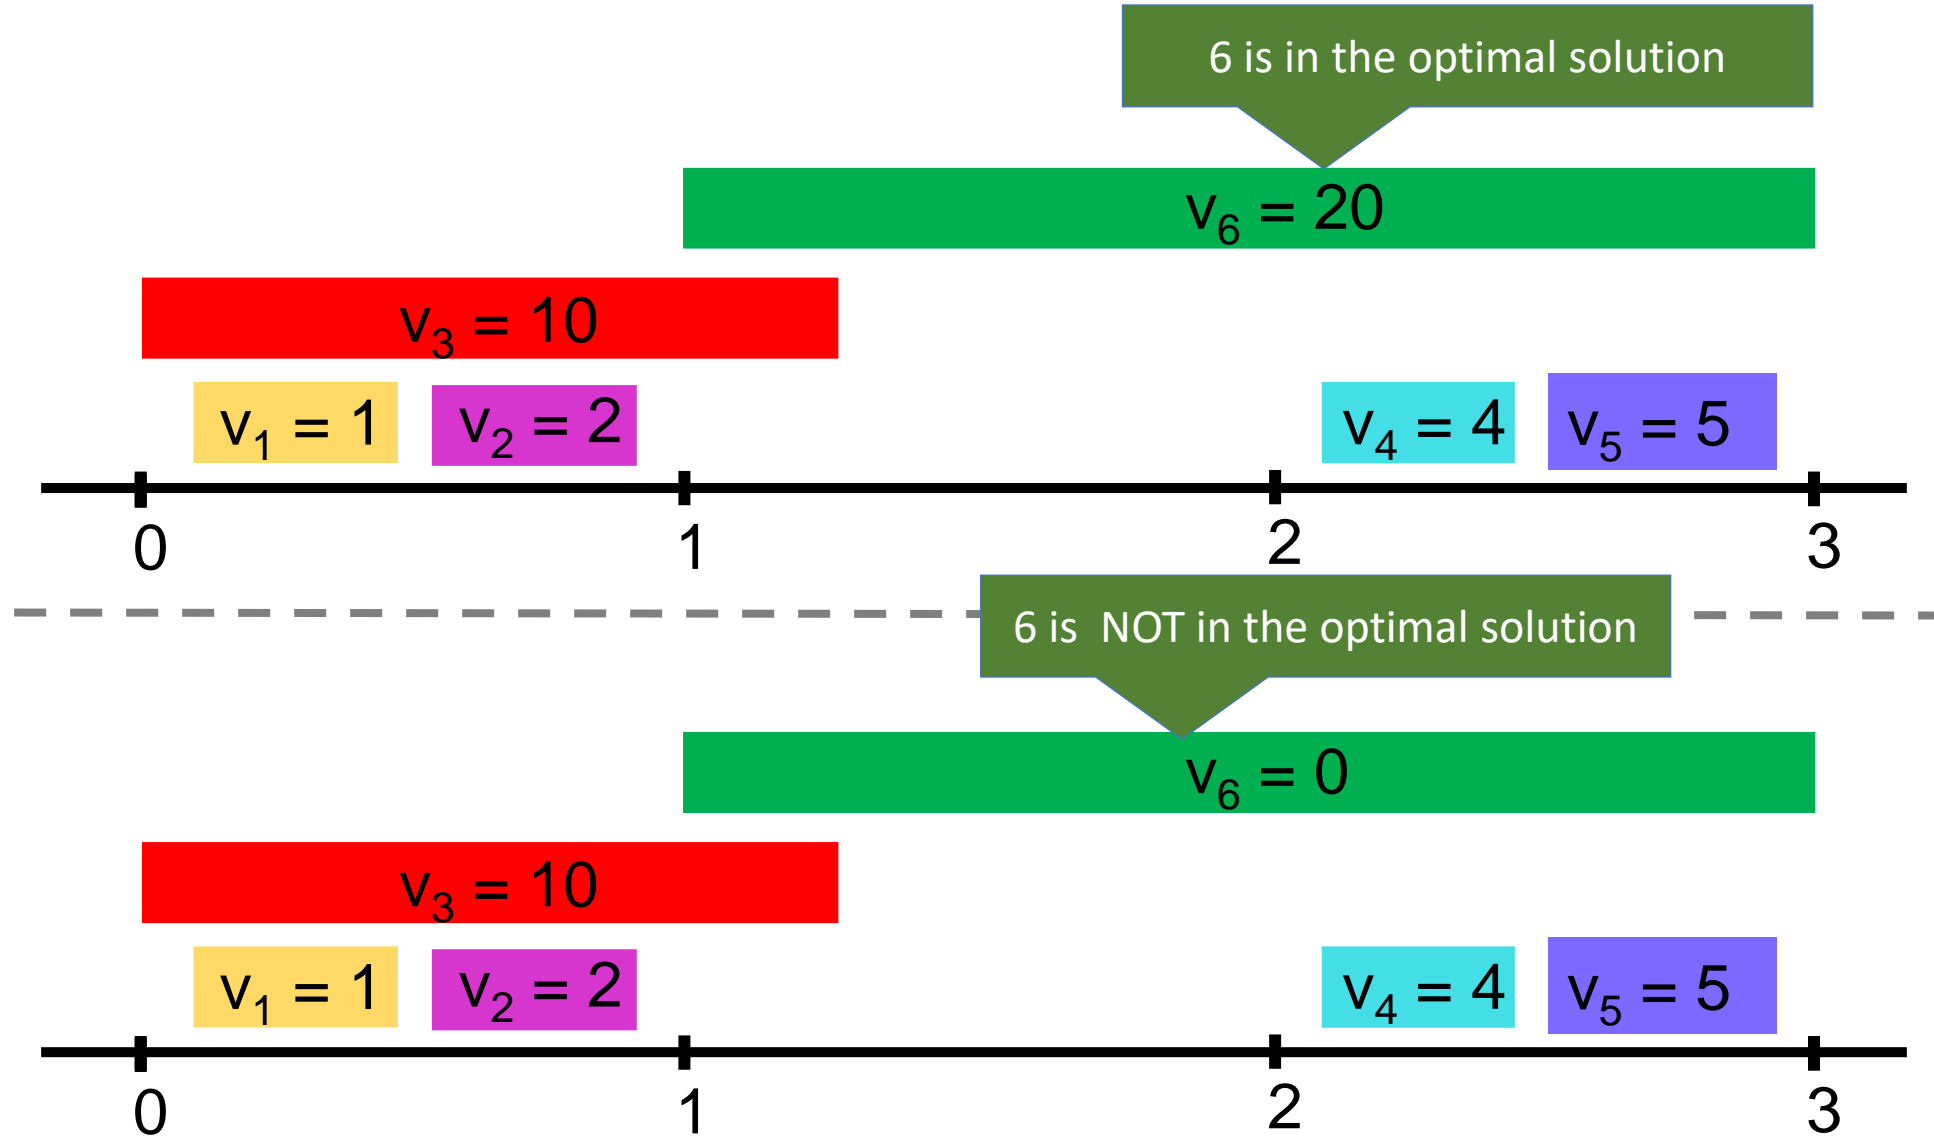 6 is in the optimal solution
v₆ = 20
v₃ = 10
v₁ = 1 v₂ = 2 v₄ = 4 v₅ = 5
0 1 2 3
6 is  NOT in the optimal solution
v₆ = 0
v₃ = 10
v₁ = 1 v₂ = 2 v₄ = 4 v₅ = 5
0 1 2 3